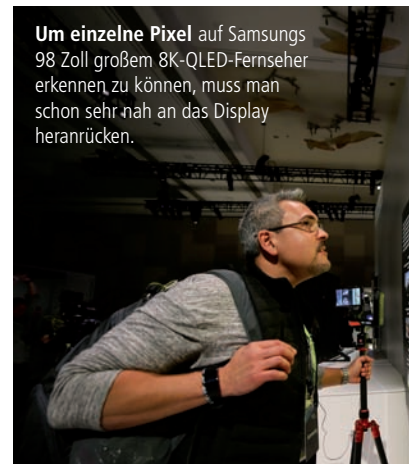 Um einzelne Pixel auf Samsungs
98 Zoll großem 8K-QLED-Fernseher
erkennen zu können, muss man
schon sehr nah an das Display
heranrücken.